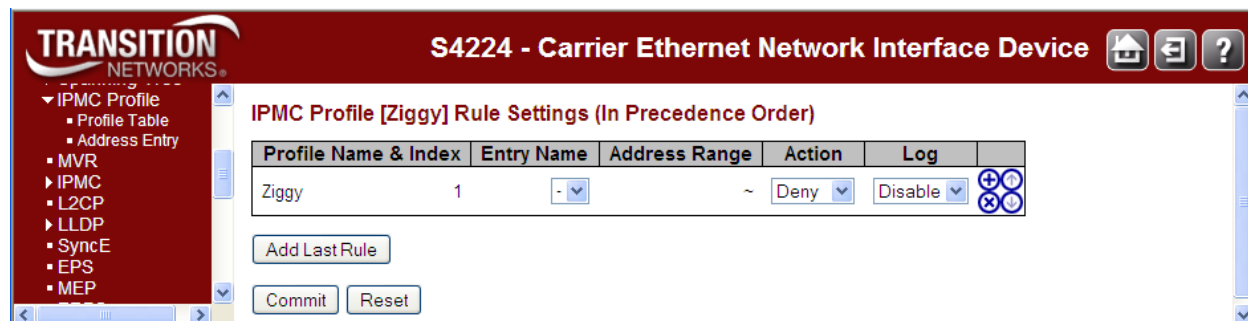 TRANSITION
NETWORKS®
S4224 - Carrier Ethernet Network Interface Device
?
IPMC Profile
Profile Table
Address Entry
MVR
IPMC
L2CP
LLDP
SyncE
EPS
MEP
IPMC Profile [Ziggy] Rule Settings (In Precedence Order)
Profile Name & Index Entry Name Address Range Action Log
Ziggy 1 - ~ Deny Disable
Add Last Rule
Commit Reset